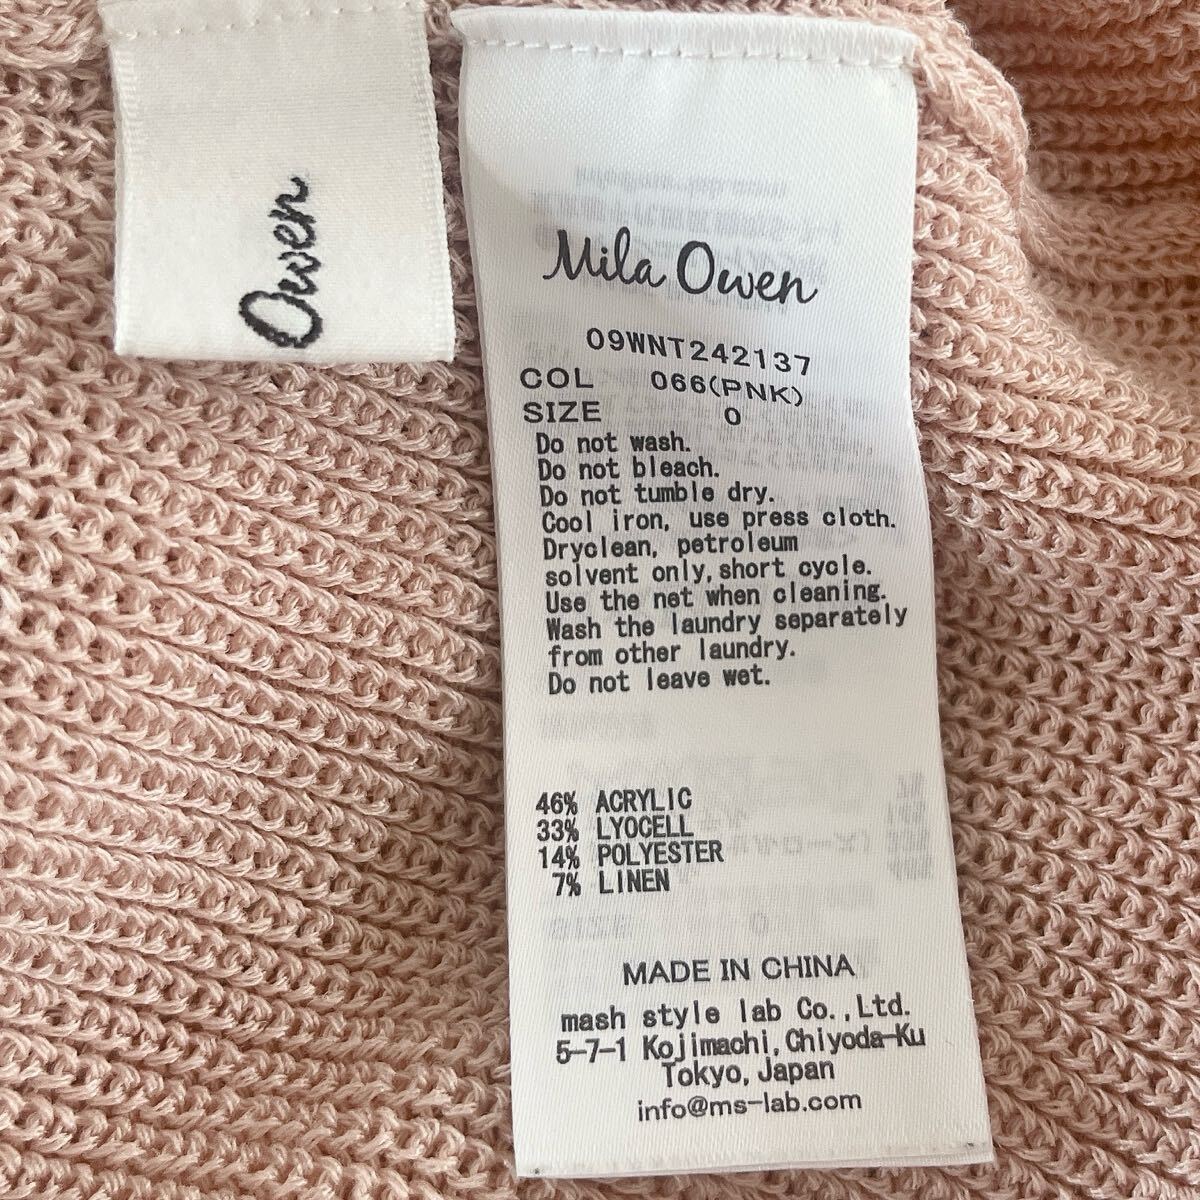 Owen
Mila Owen
09WNT242137
COL 066(PNK)
SIZE 0
Do not wash.
Do not bleach.
Do not tumble dry.
Cool iron, use press cloth.
Dryclean, petroleum
solvent only,short cycle.
Use the net when cleaning.
Wash the laundry separately
from other laundry.
Do not leave wet.
46% ACRYLIC
33% LYOCELL
14% POLYESTER
7% LINEN
MADE IN CHINA
mash style lab Co.,Ltd.
5-7-1 Kojimachi,Chiyoda-Ku
Tokyo,Japan
info@ms-lab.com